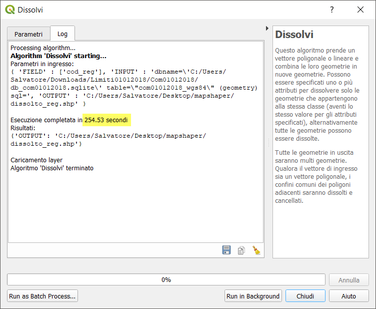 Dissolvi
Parametri
Log
Processing algorithm...
Algorithm 'Dissolvi' starting...
Parametri in ingresso:
{ 'FIELD' : ['cod_reg'], 'INPUT' : 'dbname=\'C:/Users/
Salvatore/Downloads/Limiti01012018/Com01012018/
db_com01012018.sqlite\' table=\"com01012018_wgs84\" (geometry)
sql=', 'OUTPUT' : 'C:/Users/Salvatore/Desktop/mapshaper/
dissolto_reg.shp' }
Esecuzione completata in 254.53 secondi
Risultati:
{'OUTPUT': 'C:/Users/Salvatore/Desktop/mapshaper/
dissolto_reg.shp'}
Caricamento layer
Algoritmo 'Dissolvi' terminato
Dissolvi
Questo algoritmo prende un
vettore poligonale o lineare e
combina le loro geometrie in
nuove geometrie. Possono
essere specificati uno o più
attributi per dissolvere solo le
geometrie che appartengono
alla stessa classe (aventi lo
stesso valore per gli attributi
specificati), alternativamente
tutte le geometrie possono
essere dissolte.
Tutte le geometrie in uscita
saranno multi geometrie.
Qualora il vettore di ingresso
sia un vettore poligonale, i
confini comuni dei poligoni
adiacenti saranno dissolti e
cancellati.
0%
Annulla
Run as Batch Process...
Run in Background
Chiudi
Aiuto